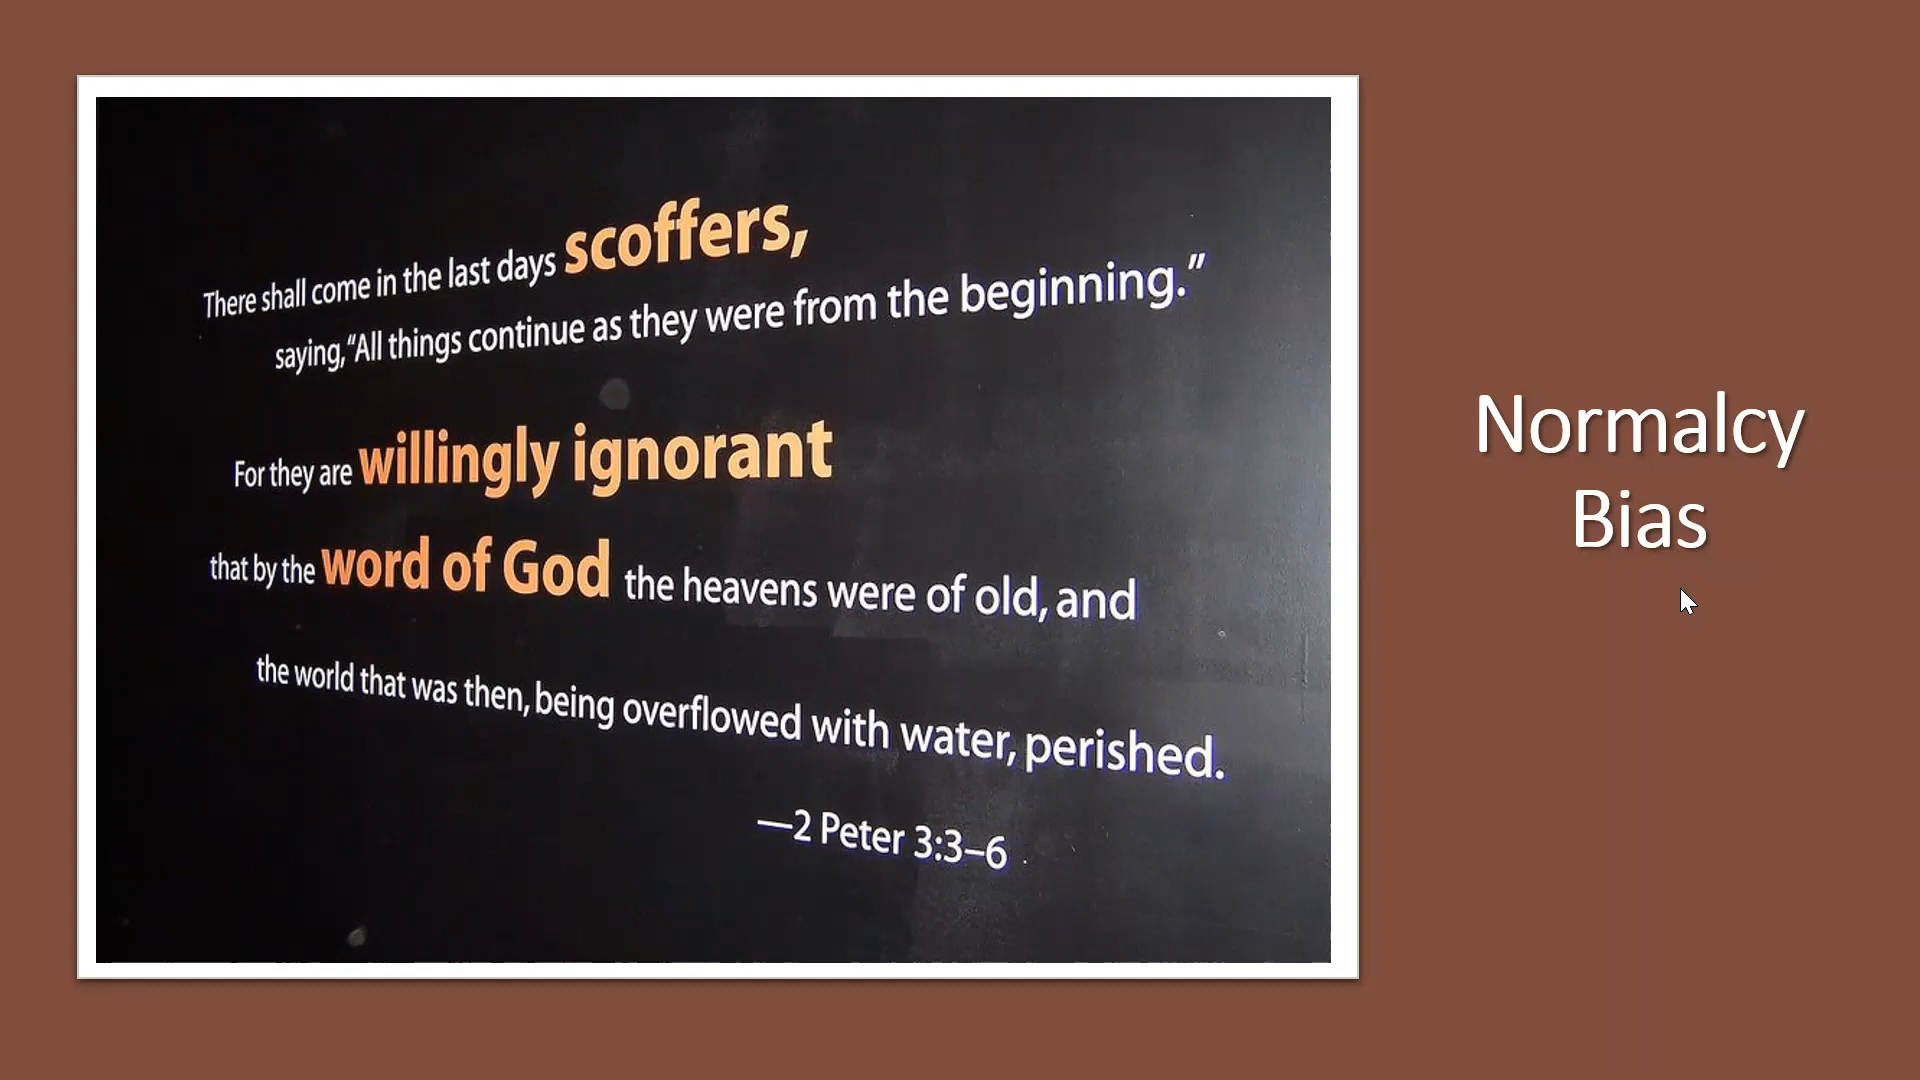 There shall come in the last days scoffers,
saying, “All things continue as they were from the beginning.”
For they are willingly ignorant
that by the word of God the heavens were of old, and
the world that was then, being overflowed with water, perished.
—2 Peter 3:3–6
Normalcy
Bias